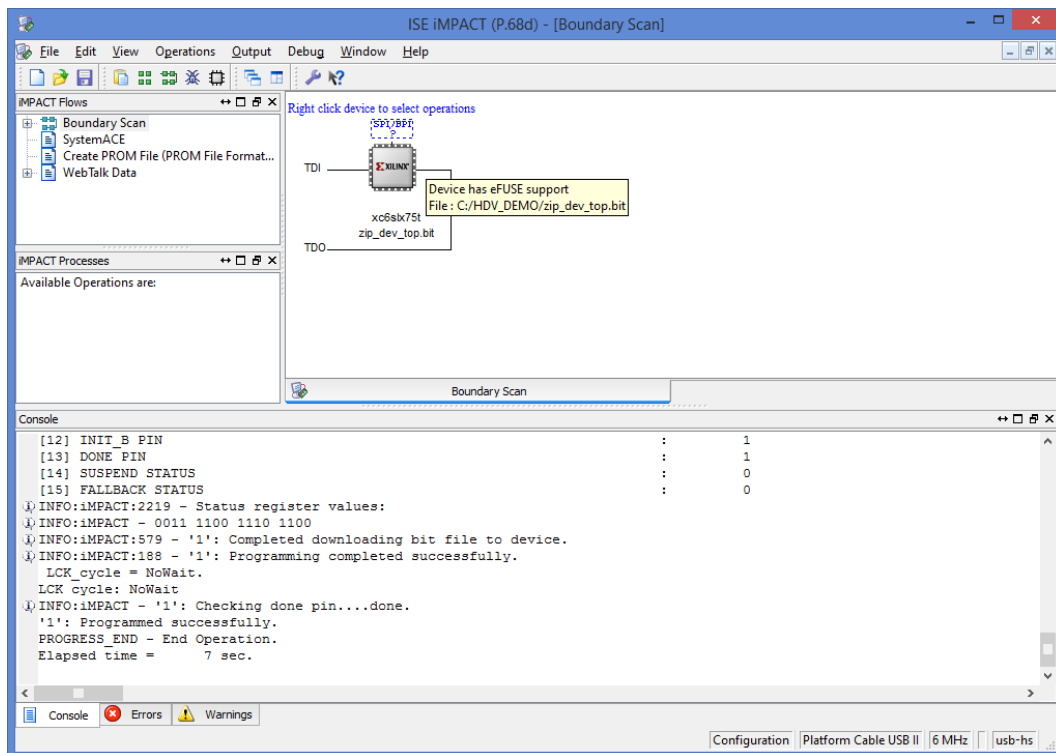 ISE iMPACT (P.68d) - [Boundary Scan]
File Edit View Operations Output Debug Window Help
iMPACT Flows
Boundary Scan
SystemACE
Create PROM File (PROM File Format...
WebTalk Data
iMPACT Processes
Available Operations are:
Right click device to select operations
SPI/BPI
?
TDI
XILINX
Device has eFUSE support
File : C:/HDV_DEMO/zip_dev_top.bit
xc6slx75t
zip_dev_top.bit
TDO
Boundary Scan
Console
[12] INIT_B PIN : 1
[13] DONE PIN : 1
[14] SUSPEND STATUS : 0
[15] FALLBACK STATUS : 0
INFO:iMPACT:2219 - Status register values:
INFO:iMPACT - 0011 1100 1110 1100
INFO:iMPACT:579 - '1': Completed downloading bit file to device.
INFO:iMPACT:188 - '1': Programming completed successfully.
LCK_cycle = NoWait.
LCK cycle: NoWait
INFO:iMPACT - '1': Checking done pin....done.
'1': Programmed successfully.
PROGRESS_END - End Operation.
Elapsed time = 7 sec.
Console Errors Warnings
Configuration Platform Cable USB II 6 MHz usb-hs